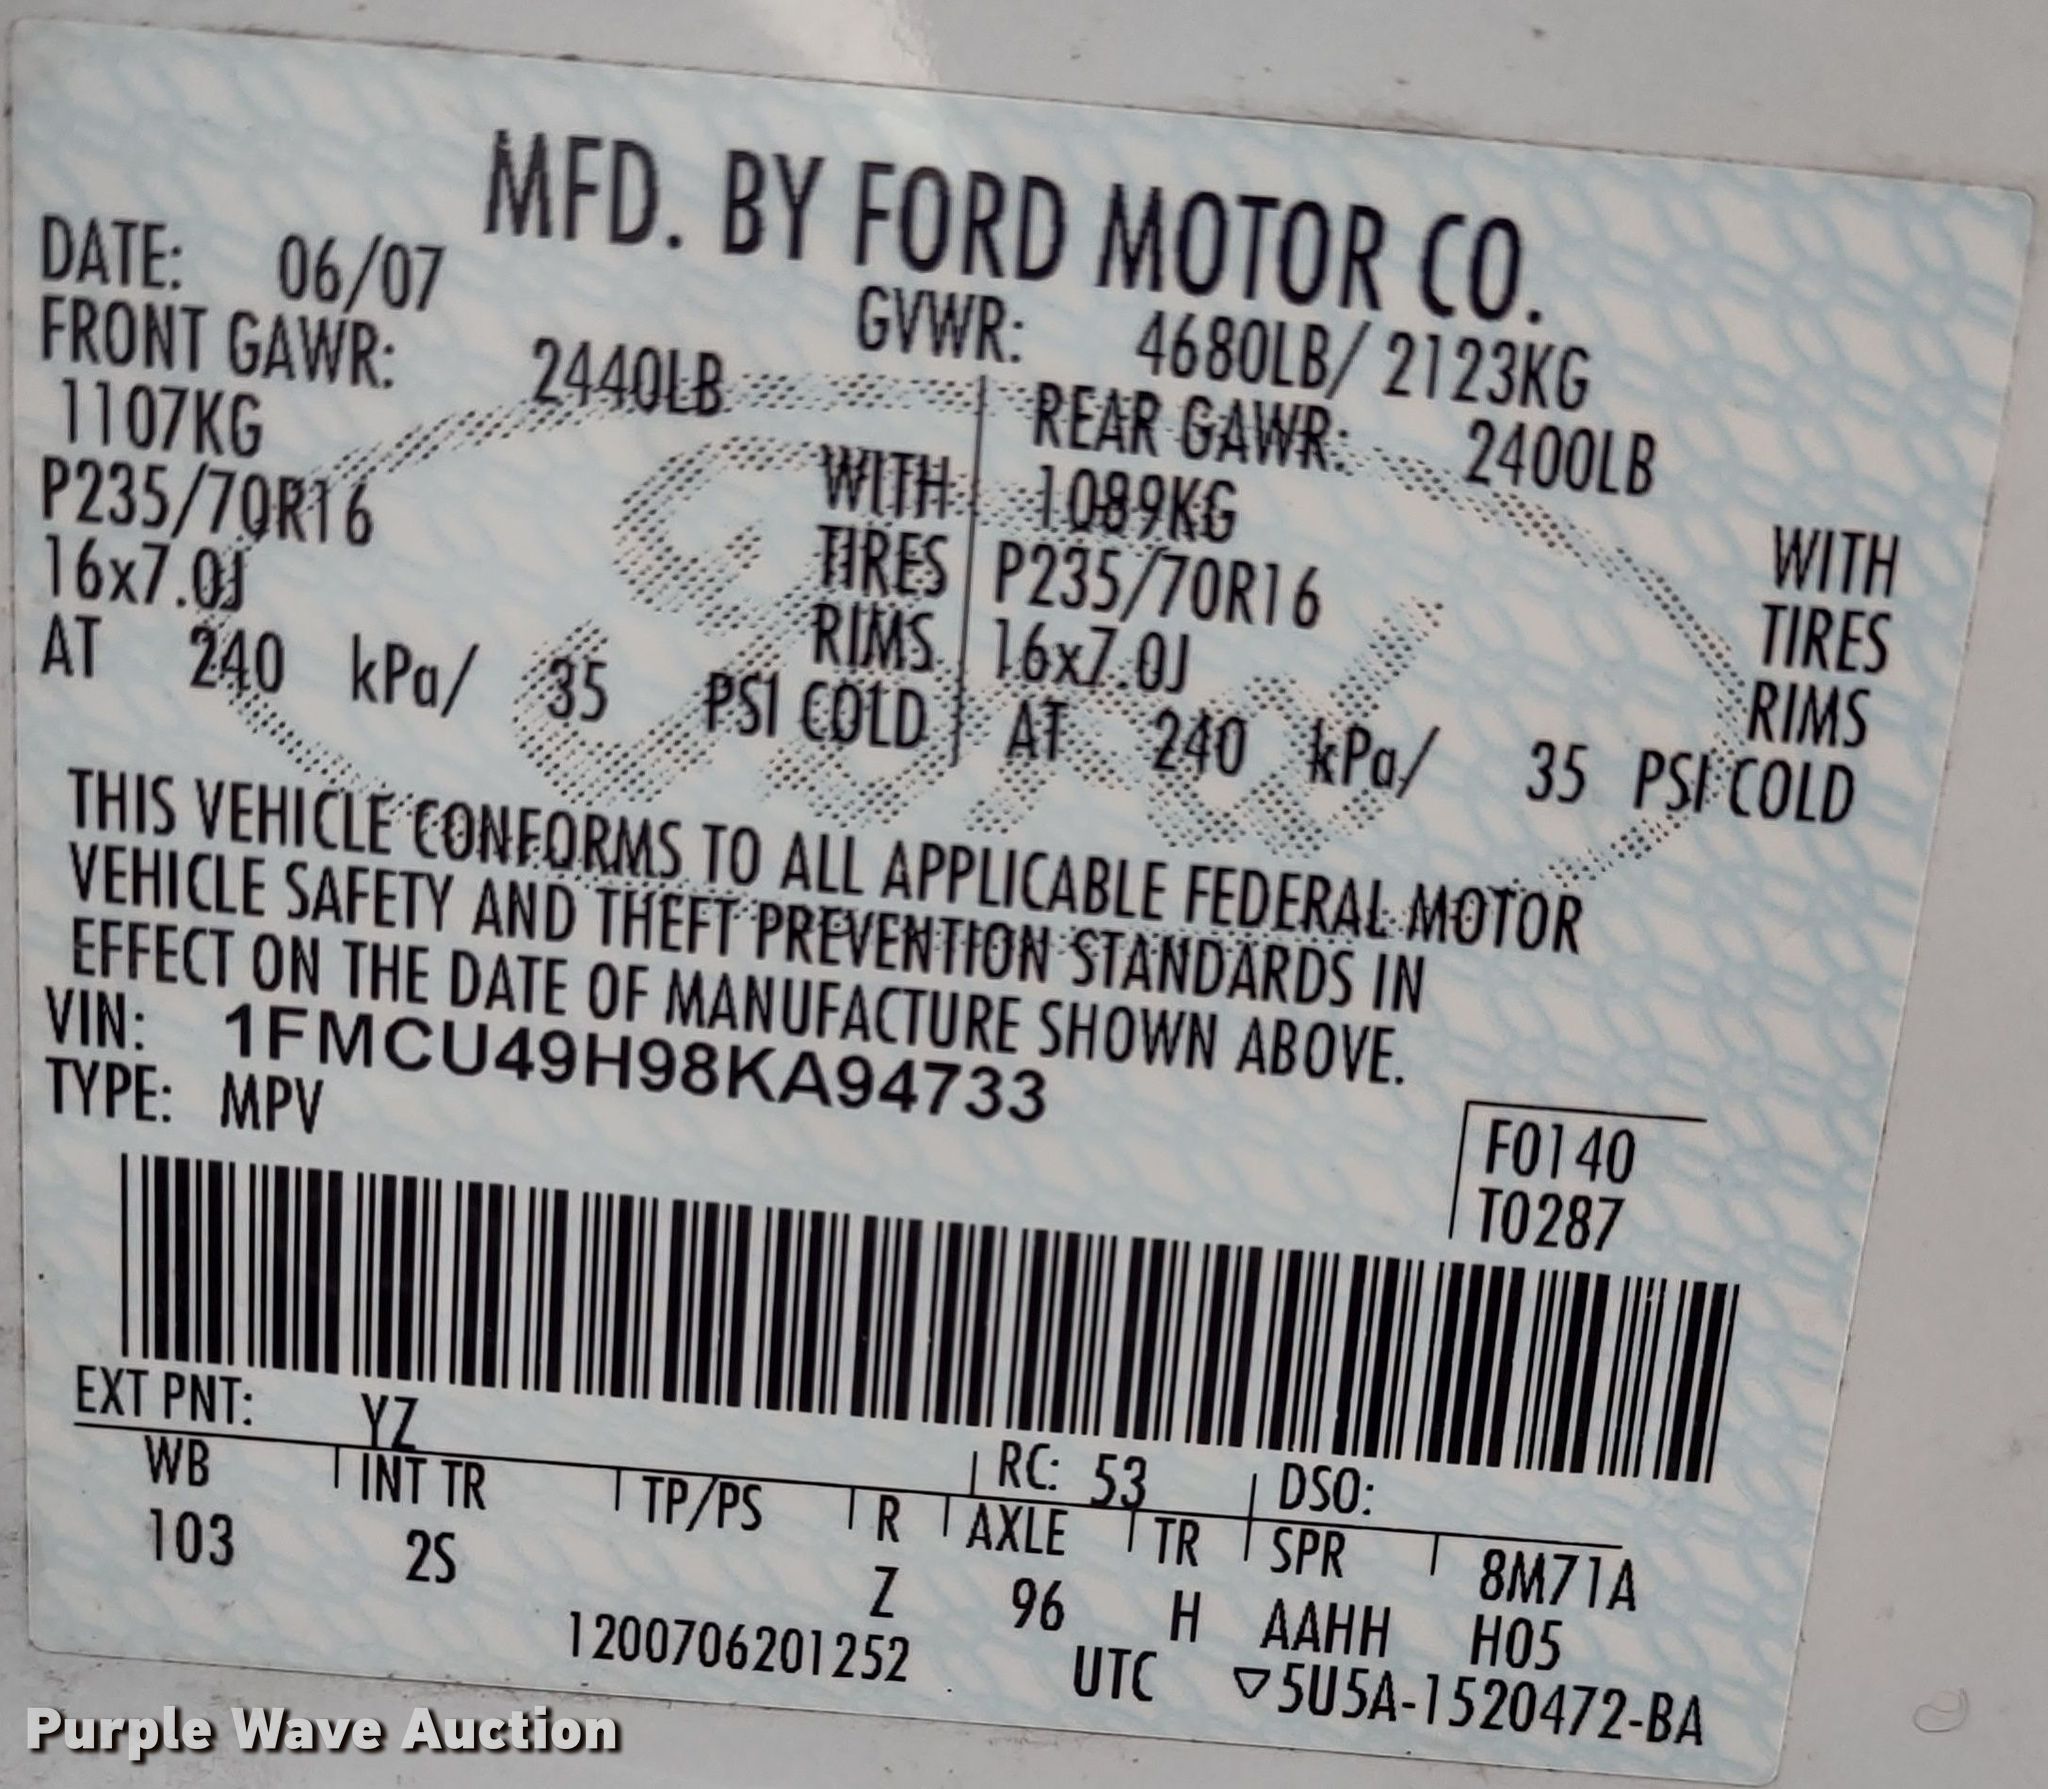 MFD. BY FORD MOTOR CO.
DATE: 06/07 GVWR: 4680LB/ 2123KG
FRONT GAWR: 2440LB REAR GAWR: 2400LB
1107KG WITH 1089KG WITH
P235/70R16 TIRES P235/70R16 TIRES
16x7.0J RIMS 16x7.0J RIMS
AT 240 kPa/ 35 PSI COLD AT 240 kPa/ 35 PSI COLD
THIS VEHICLE CONFORMS TO ALL APPLICABLE FEDERAL MOTOR
VEHICLE SAFETY AND THEFT PREVENTION STANDARDS IN
EFFECT ON THE DATE OF MANUFACTURE SHOWN ABOVE.
VIN: 1FMCU49H98KA94733
TYPE: MPV
F0140
T0287
EXT PNT: YZ RC: 53 DSO:
WB INT TR TP/PS R AXLE TR SPR 8M71A
103 2S Z 96 H AAHH H05
1200706201252 UTC ▽5U5A-1520472-BA
Ford
Purple Wave Auction